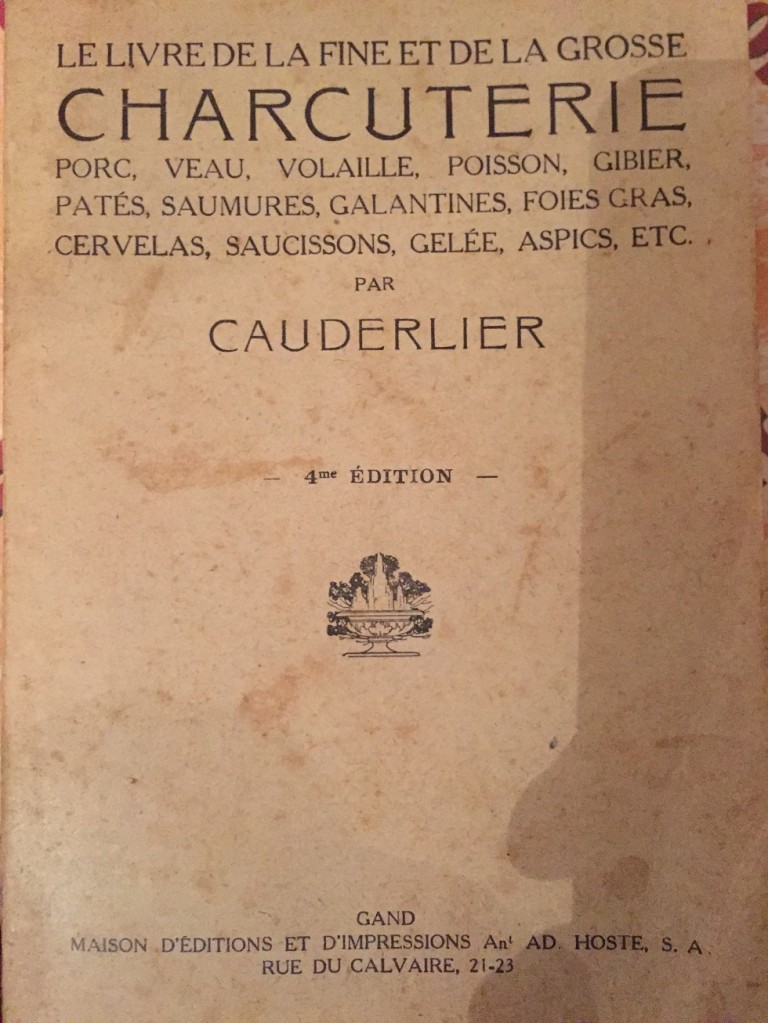 LE LIVRE DE LA FINE ET DE LA GROSSE
CHARCUTERIE
PORC, VEAU, VOLAILLE, POISSON, GIBIER,
PATÉS, SAUMURES, GALANTINES, FOIES GRAS,
CERVELAS, SAUCISSONS, GELÉE, ASPICS, ETC.
PAR
CAUDERLIER
— 4me ÉDITION —
GAND
MAISON D'ÉDITIONS ET D'IMPRESSIONS Ant AD. HOSTE, S. A.
RUE DU CALVAIRE, 21-23